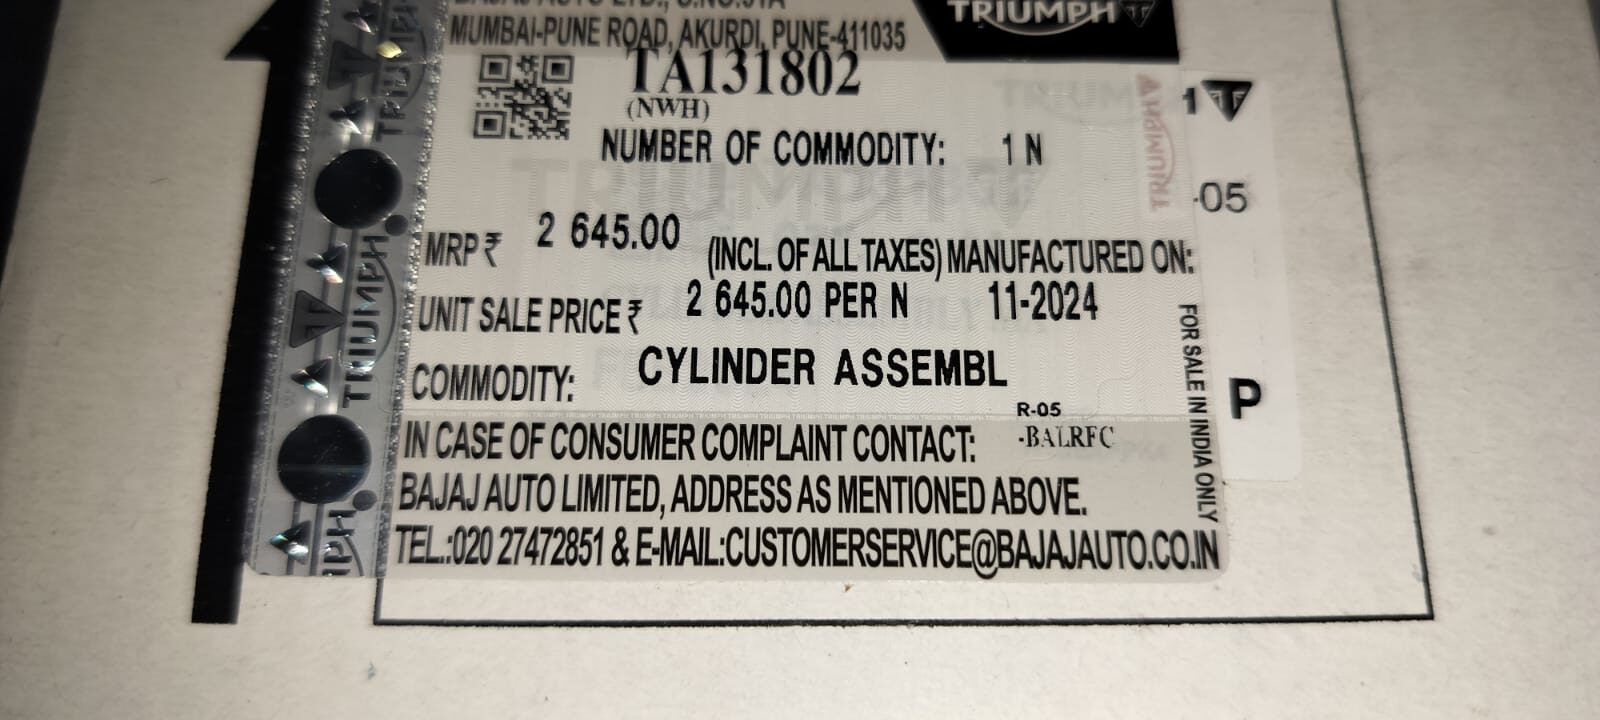 MUMBAI-PUNE ROAD, AKURDI, PUNE-411035
TRIUMPH
TA131802
(NWH)
NUMBER OF COMMODITY: 1 N
MRP ₹ 2 645.00 (INCL. OF ALL TAXES) MANUFACTURED ON:
UNIT SALE PRICE ₹ 2 645.00 PER N 11-2024
COMMODITY: CYLINDER ASSEMBL
R-05
IN CASE OF CONSUMER COMPLAINT CONTACT: -BALRFC
BAJAJ AUTO LIMITED, ADDRESS AS MENTIONED ABOVE.
TEL.:020 27472851 & E-MAIL:CUSTOMERSERVICE@BAJAJAUTO.CO.IN
FOR SALE IN INDIA ONLY
TRIUMPH
-05
P
TRIUMPH
TRIUMPH